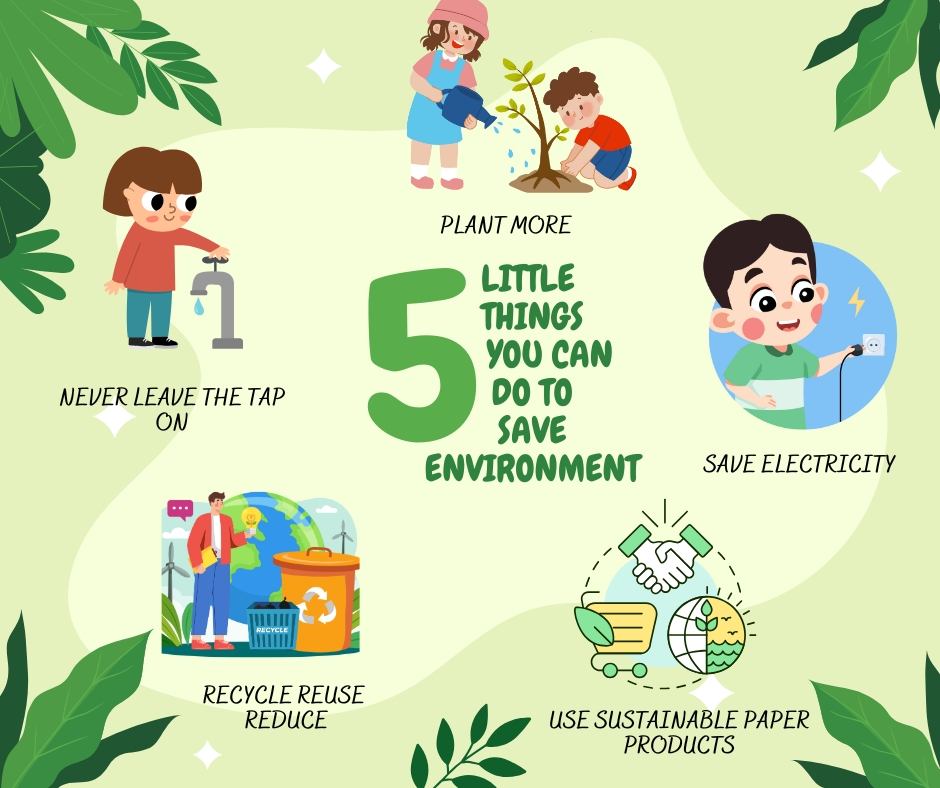 PLANT MORE
5
LITTLE
THINGS
YOU CAN
DO TO
SAVE
ENVIRONMENT
NEVER LEAVE THE TAP
ON
SAVE ELECTRICITY
RECYCLE
RECYCLE REUSE
REDUCE
USE SUSTAINABLE PAPER
PRODUCTS